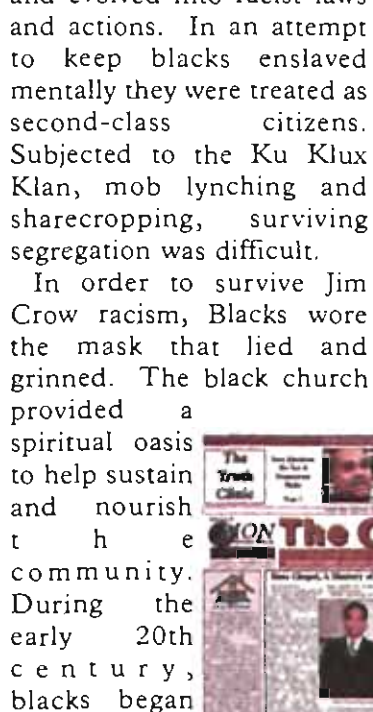 and evolved into racist laws
and actions. In an attempt
to keep blacks enslaved
mentally they were treated as
second-class citizens.
Subjected to the Ku Klux
Klan, mob lynching and
sharecropping, surviving
segregation was difficult.
In order to survive Jim
Crow racism, Blacks wore
the mask that lied and
grinned. The black church
provided a
spiritual oasis
to help sustain
and nourish
t h e
community.
During the
early 20th
century,
blacks began
The
Truth
Clinic
ION The C